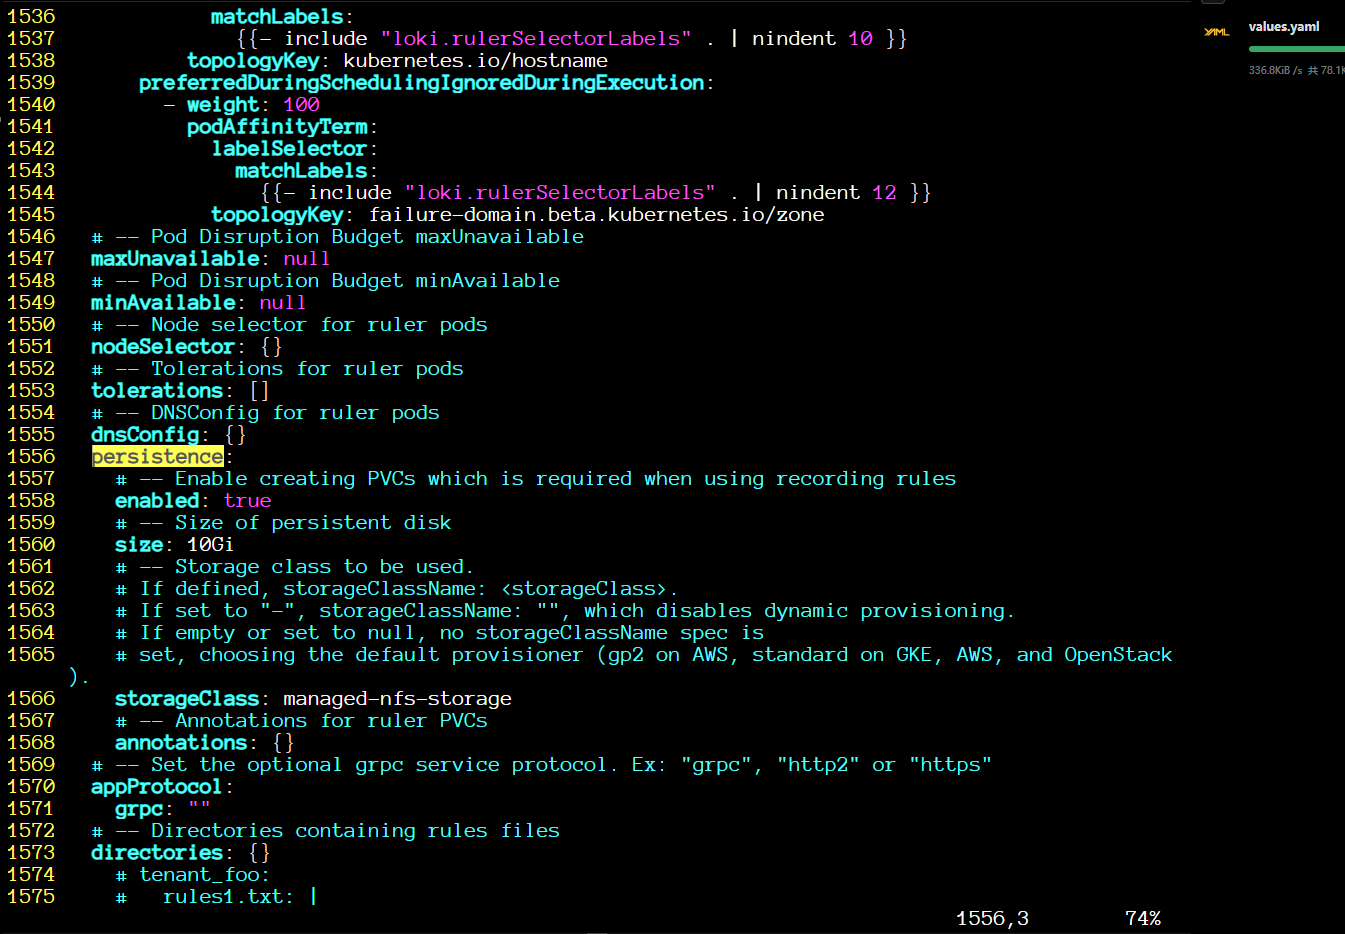 1536 matchLabels:
1537 {{- include "loki.rulerSelectorLabels" . | nindent 10 }}
1538 topologyKey: kubernetes.io/hostname
1539 preferredDuringSchedulingIgnoredDuringExecution:
1540 - weight: 100
1541 podAffinityTerm:
1542 labelSelector:
1543 matchLabels:
1544 {{- include "loki.rulerSelectorLabels" . | nindent 12 }}
1545 topologyKey: failure-domain.beta.kubernetes.io/zone
1546 # -- Pod Disruption Budget maxUnavailable
1547 maxUnavailable: null
1548 # -- Pod Disruption Budget minAvailable
1549 minAvailable: null
1550 # -- Node selector for ruler pods
1551 nodeSelector: {}
1552 # -- Tolerations for ruler pods
1553 tolerations: []
1554 # -- DNSConfig for ruler pods
1555 dnsConfig: {}
1556 persistence:
1557 # -- Enable creating PVCs which is required when using recording rules
1558 enabled: true
1559 # -- Size of persistent disk
1560 size: 10Gi
1561 # -- Storage class to be used.
1562 # If defined, storageClassName: <storageClass>.
1563 # If set to "-", storageClassName: "", which disables dynamic provisioning.
1564 # If empty or set to null, no storageClassName spec is
1565 # set, choosing the default provisioner (gp2 on AWS, standard on GKE, AWS, and OpenStack
).
1566 storageClass: managed-nfs-storage
1567 # -- Annotations for ruler PVCs
1568 annotations: {}
1569 # -- Set the optional grpc service protocol. Ex: "grpc", "http2" or "https"
1570 appProtocol:
1571 grpc: ""
1572 # -- Directories containing rules files
1573 directories: {}
1574 # tenant_foo:
1575 # rules1.txt: |
1556,3 74%
YAML
values.yaml
336.8KiB /s 共 78.1K